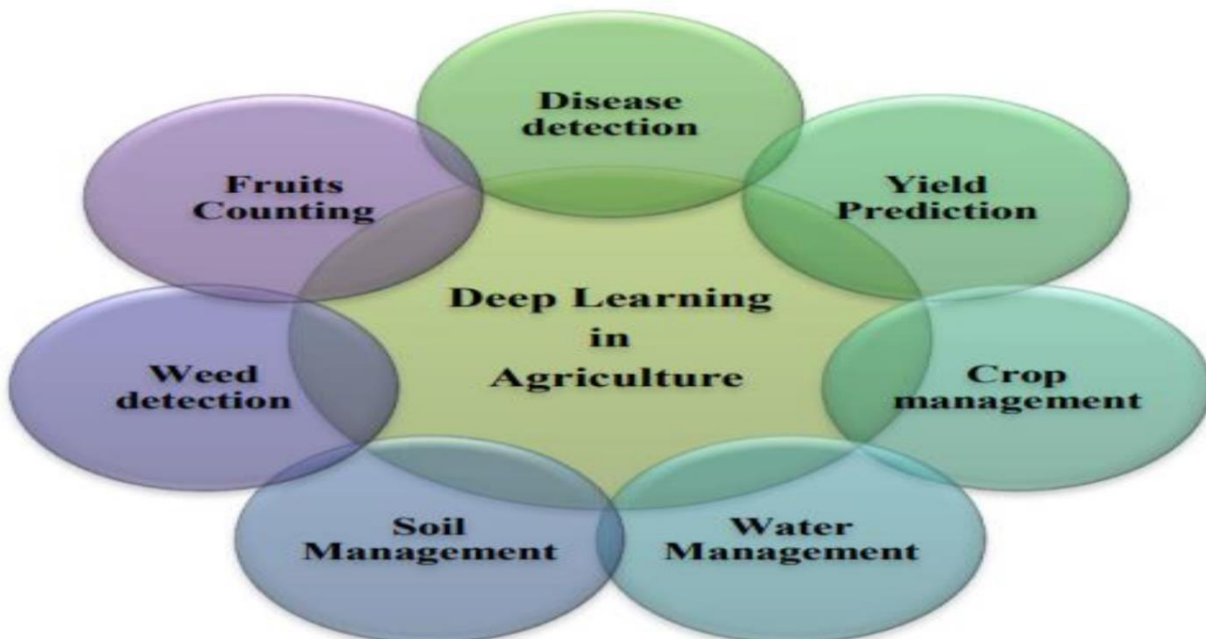 Disease
detection
Yield
Prediction
Crop
management
Water
Management
Soil
Management
Weed
detection
Fruits
Counting
Deep Learning
in
Agriculture